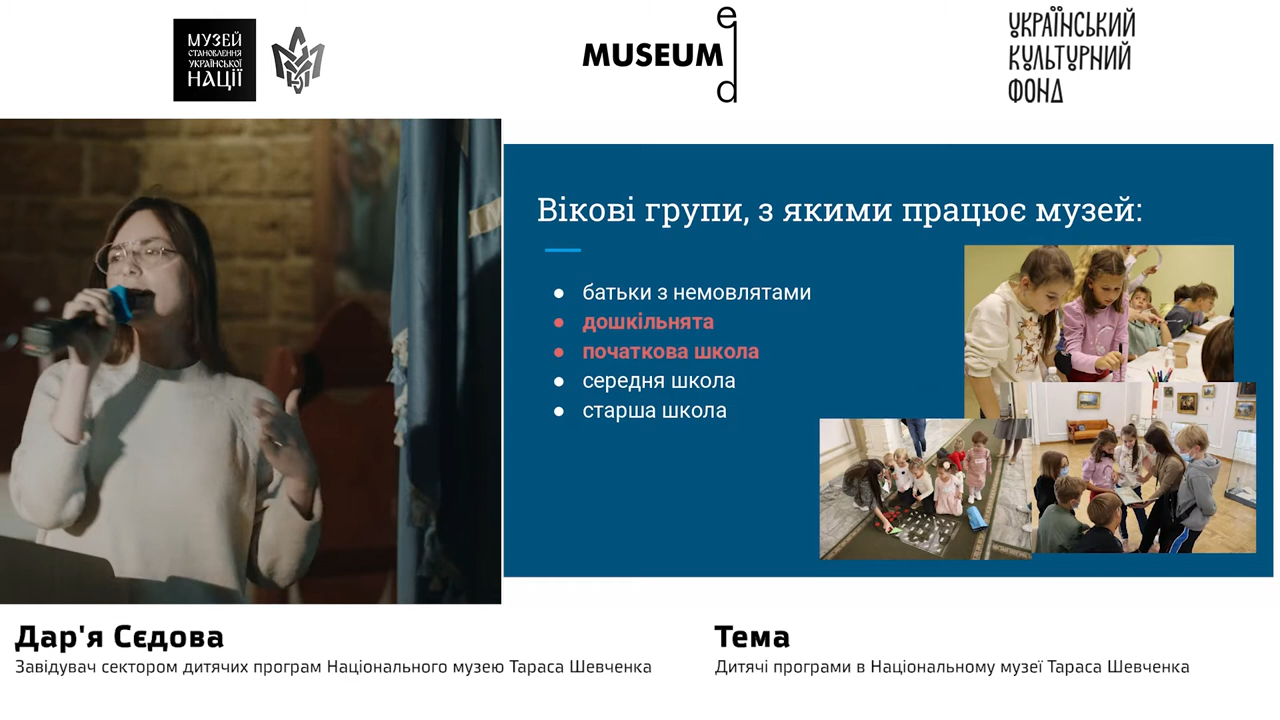 МУЗЕЙ
СТАНОВЛЕННЯ
УКРАЇНСЬКОЇ
НАЦІЇ
MUSEUM
ed
УКРАЇНСЬКИЙ
КУЛЬТУРНИЙ
ФОНД
Вікові групи, з якими працює музей:
● батьки з немовлятами
● дошкільнята
● початкова школа
● середня школа
● старша школа
Дар'я Сєдова
Завідувач сектором дитячих програм Національного музею Тараса Шевченка
Тема
Дитячі програми в Національному музеї Тараса Шевченка